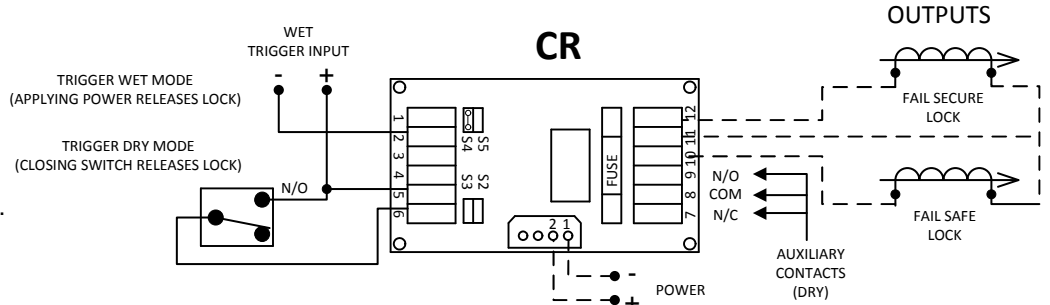 OUTPUTS
WET
TRIGGER INPUT
CR
- +
TRIGGER WET MODE
(APPLYING POWER RELEASES LOCK)
FAIL SECURE
LOCK
TRIGGER DRY MODE
(CLOSING SWITCH RELEASES LOCK)
N/O
1
2
3
4
5
6
S4 S5
S3 S2
FUSE
12
11
10
9
8
7
N/O
COM
N/C
FAIL SAFE
LOCK
2 1
AUXILIARY
CONTACTS
(DRY)
-
+
POWER
.